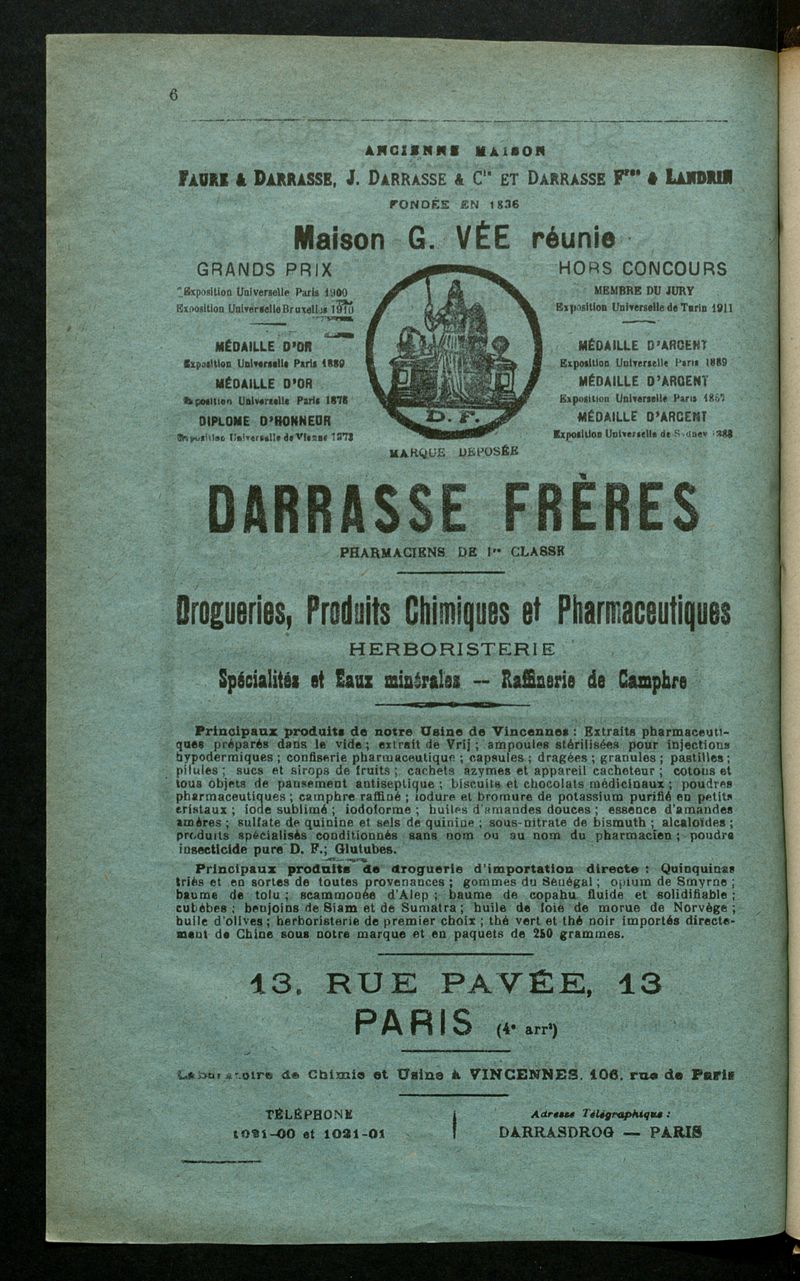 6
ANCIENNE MAISON
FAURE & DARRASSE, J. DARRASSE & Cie ET DARRASSE Fres & LANDRIN
FONDÉE EN 1836
Maison G. VÉE réunie
GRANDS PRIX
Exposition Universelle Paris 1900
Exposition Universelle Bruxelles 1910
MÉDAILLE D'OR
Exposition Universelle Paris 1889
MÉDAILLE D'OR
Exposition Universelle Paris 1878
DIPLOME D'HONNEUR
Exposition Universelle de Vienne 1873
D. F.
MARQUE DÉPOSÉE
HORS CONCOURS
MEMBRE DU JURY
Exposition Universelle de Turin 1911
MÉDAILLE D'ARGENT
Exposition Universelle Paris 1889
MÉDAILLE D'ARGENT
Exposition Universelle Paris 1867
MÉDAILLE D'ARGENT
Exposition Universelle de
DARRASSE FRÈRES
PHARMACIENS DE Ire CLASSE
Drogueries, Produits Chimiques et Pharmaceutiques
HERBORISTERIE
Spécialités et Eaux minérales — Raffinerie de Camphre
Principaux produits de notre Usine de Vincennes : Extraits pharmaceuti-
ques préparés dans le vide ; extrait de Vrij ; ampoules stérilisées pour injections
hypodermiques ; confiserie pharmaceutique ; capsules ; dragées ; granules ; pastilles ;
pilules ; sucs et sirops de fruits ; cachets azymes et appareil cacheteur ; cotons et
tous objets de pansement antiseptique ; biscuits et chocolats médicinaux ; poudres
pharmaceutiques ; camphre raffiné ; iodure et bromure de potassium purifié en petits
cristaux ; iode sublimé ; iodoforme ; huiles d'amandes douces ; essence d'amandes
amères ; sulfate de quinine et sels de quinine ; sous-nitrate de bismuth ; alcaloïdes ;
produits spécialisés conditionnés sans nom ou au nom du pharmacien ; poudre
insecticide pure D. F.; Glutubes.
Principaux produits de droguerie d'importation directe : Quinquinas
triés et en sortes de toutes provenances ; gommes du Sénégal ; opium de Smyrne ;
baume de tolu ; scammonée d'Alep ; baume de copahu fluide et solidifiable ;
cubèbes ; benjoins de Siam et de Sumatra ; huile de foie de morue de Norvège ;
huile d'olives ; herboristerie de premier choix ; thé vert et thé noir importés directe-
ment de Chine sous notre marque et en paquets de 250 grammes.
13, RUE PAVÉE, 13
PARIS (4e arrt)
Laboratoire de Chimie et Usine à VINCENNES, 106, rue de Paris
TÉLÉPHONE
1021-00 et 1021-01
Adresse Télégraphique :
DARRASDROG — PARIS